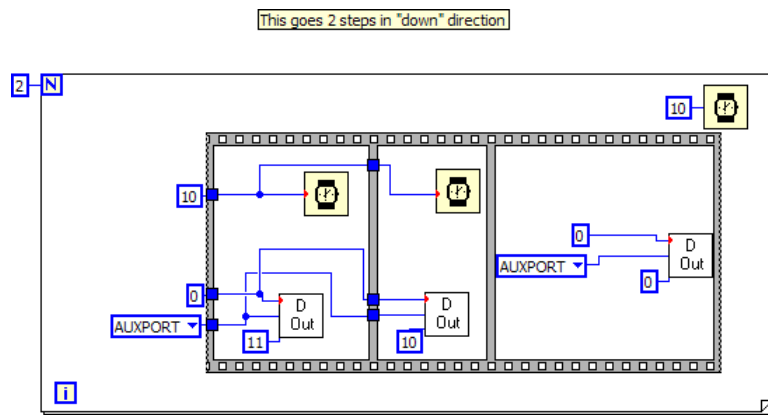 This goes 2 steps in "down" direction
2
N
10
10
0
D
Out
AUXPORT
0
0
AUXPORT
D
Out
11
D
Out
10
i